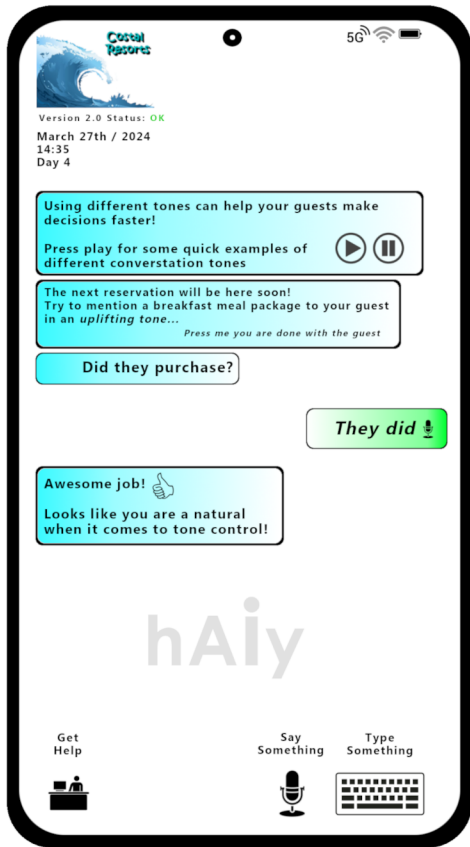 Costal
Resorts
5G
Version 2.0 Status: OK
March 27th / 2024
14:35
Day 4
Using different tones can help your guests make
decisions faster!
Press play for some quick examples of
different converstation tones
The next reservation will be here soon!
Try to mention a breakfast meal package to your guest
in an uplifting tone...
Press me you are done with the guest
Did they purchase?
They did
Awesome job!
Looks like you are a natural
when it comes to tone control!
hAiy
Get
Help
Say
Something
Type
Something